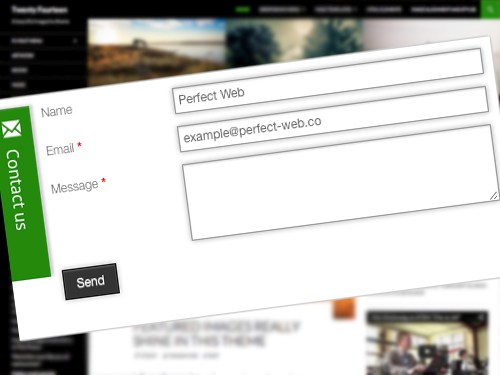 Twenty Fourteen
Contact us
Name
Perfect Web
Email *
example@perfect-web.co
Message *
Send
FEATURED IMAGES REALLY
SHINE IN THIS THEME